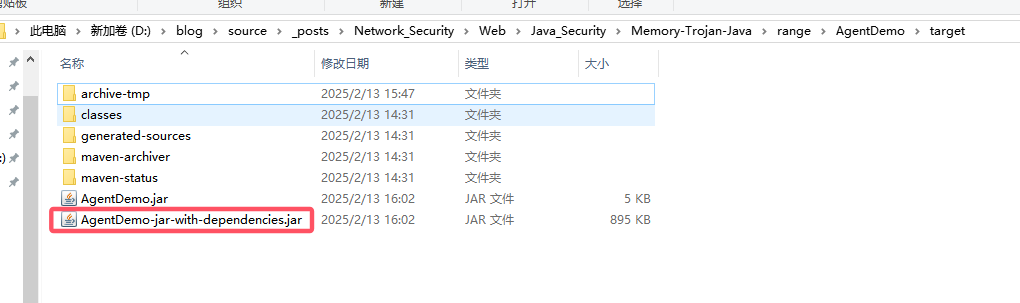 剪贴板 组织 新建 打开 选择
此电脑 > 新加卷 (D:) > blog > source > _posts > Network_Security > Web > Java_Security > Memory-Trojan-Java > range > AgentDemo > target
名称 修改日期 类型 大小
archive-tmp 2025/2/13 15:47 文件夹
classes 2025/2/13 14:31 文件夹
generated-sources 2025/2/13 14:31 文件夹
maven-archiver 2025/2/13 14:31 文件夹
:)
maven-status 2025/2/13 14:31 文件夹
AgentDemo.jar 2025/2/13 16:02 JAR 文件 5 KB
AgentDemo-jar-with-dependencies.jar 2025/2/13 16:02 JAR 文件 895 KB